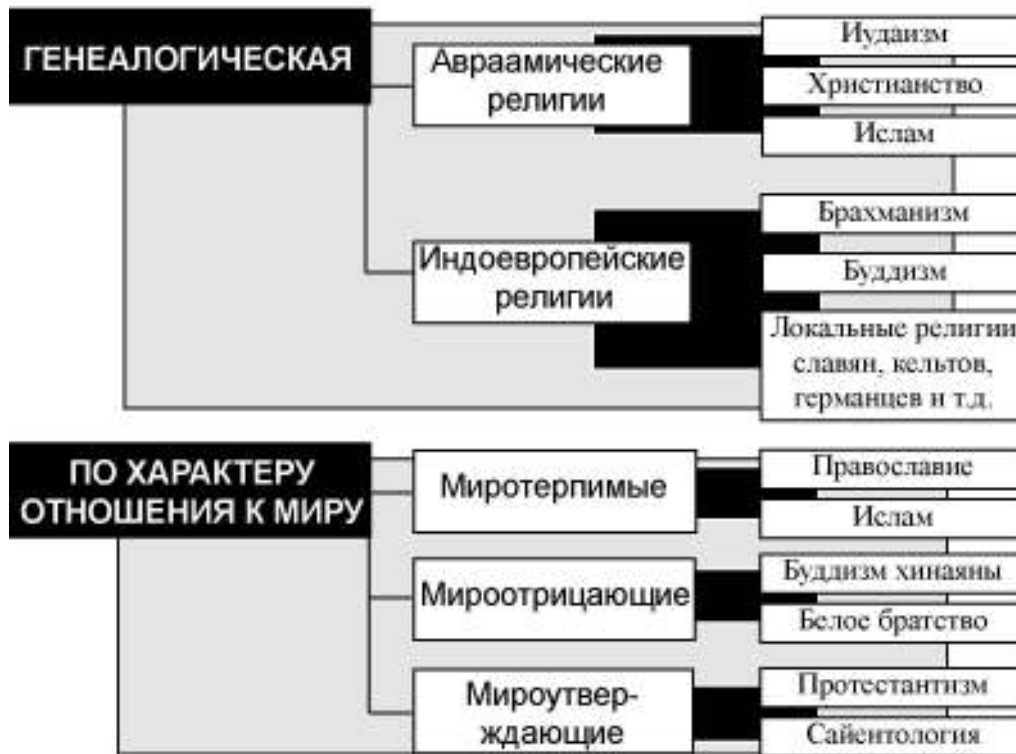 ГЕНЕАЛОГИЧЕСКАЯ
Авраамические
религии
Иудаизм
Христианство
Ислам
Индоевропейские
религии
Брахманизм
Буддизм
Локальные религии
славян, кельтов,
германцев и т.д.
ПО ХАРАКТЕРУ
ОТНОШЕНИЯ К МИРУ
Миротерпимые
Православие
Ислам
Мироотрицающие
Буддизм хинаяны
Белое братство
Мироутвер-
ждающие
Протестантизм
Сайентология